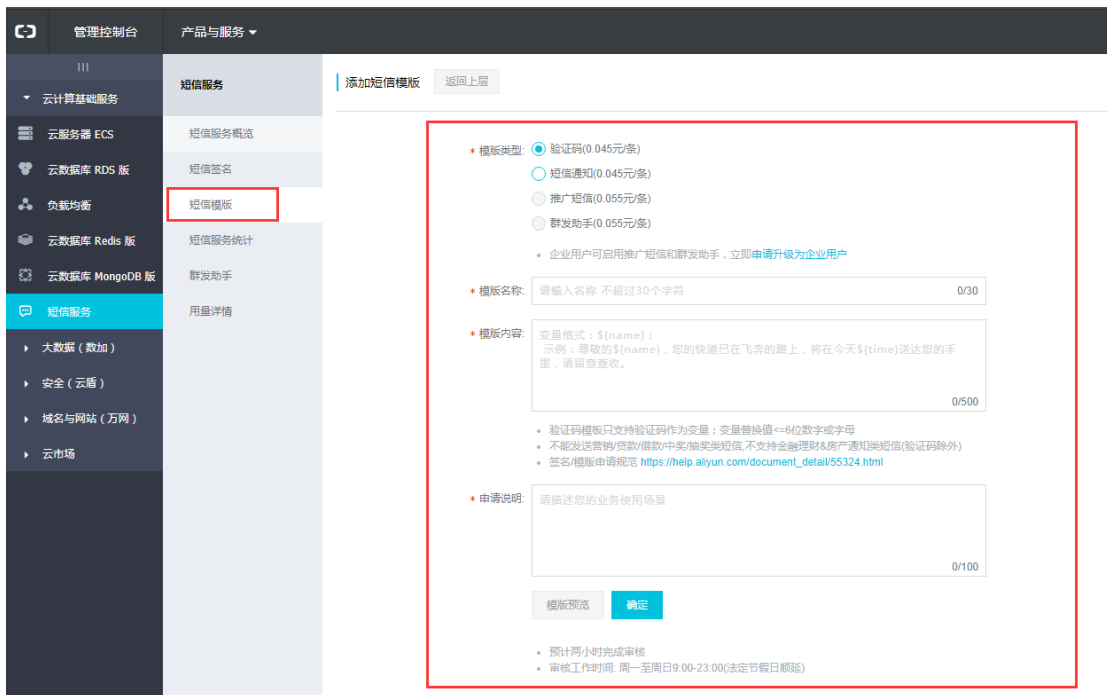 管理控制台
产品与服务
云计算基础服务
云服务器 ECS
云数据库 RDS 版
负载均衡
云数据库 Redis 版
云数据库 MongoDB 版
短信服务
大数据（数加）
安全（云盾）
域名与网站（万网）
云市场
短信服务
短信服务概览
短信签名
短信模版
短信服务统计
群发助手
用量详情
添加短信模版 返回上层
* 模版类型: 验证码(0.045元/条)
短信通知(0.045元/条)
推广短信(0.055元/条)
群发助手(0.055元/条)
企业用户可启用推广短信和群发助手，立即申请升级为企业用户
* 模版名称: 请输入名称 不超过30个字符 0/30
* 模版内容: 变量格式：${name}；
示例：尊敬的${name}，您的快递已在飞奔的路上，将在今天${time}送达您的手
里，请留意查收。
0/500
验证码模板只支持验证码作为变量；变量替换值<=6位数字或字母
不能发送营销/贷款/借款/中奖/抽奖类短信,不支持金融理财&房产通知类短信(验证码除外)
签名/模版申请规范 https://help.aliyun.com/document_detail/55324.html
* 申请说明: 请描述您的业务使用场景
0/100
模版预览 确定
预计两小时完成审核
审核工作时间: 周一至周日9:00-23:00(法定节假日顺延)